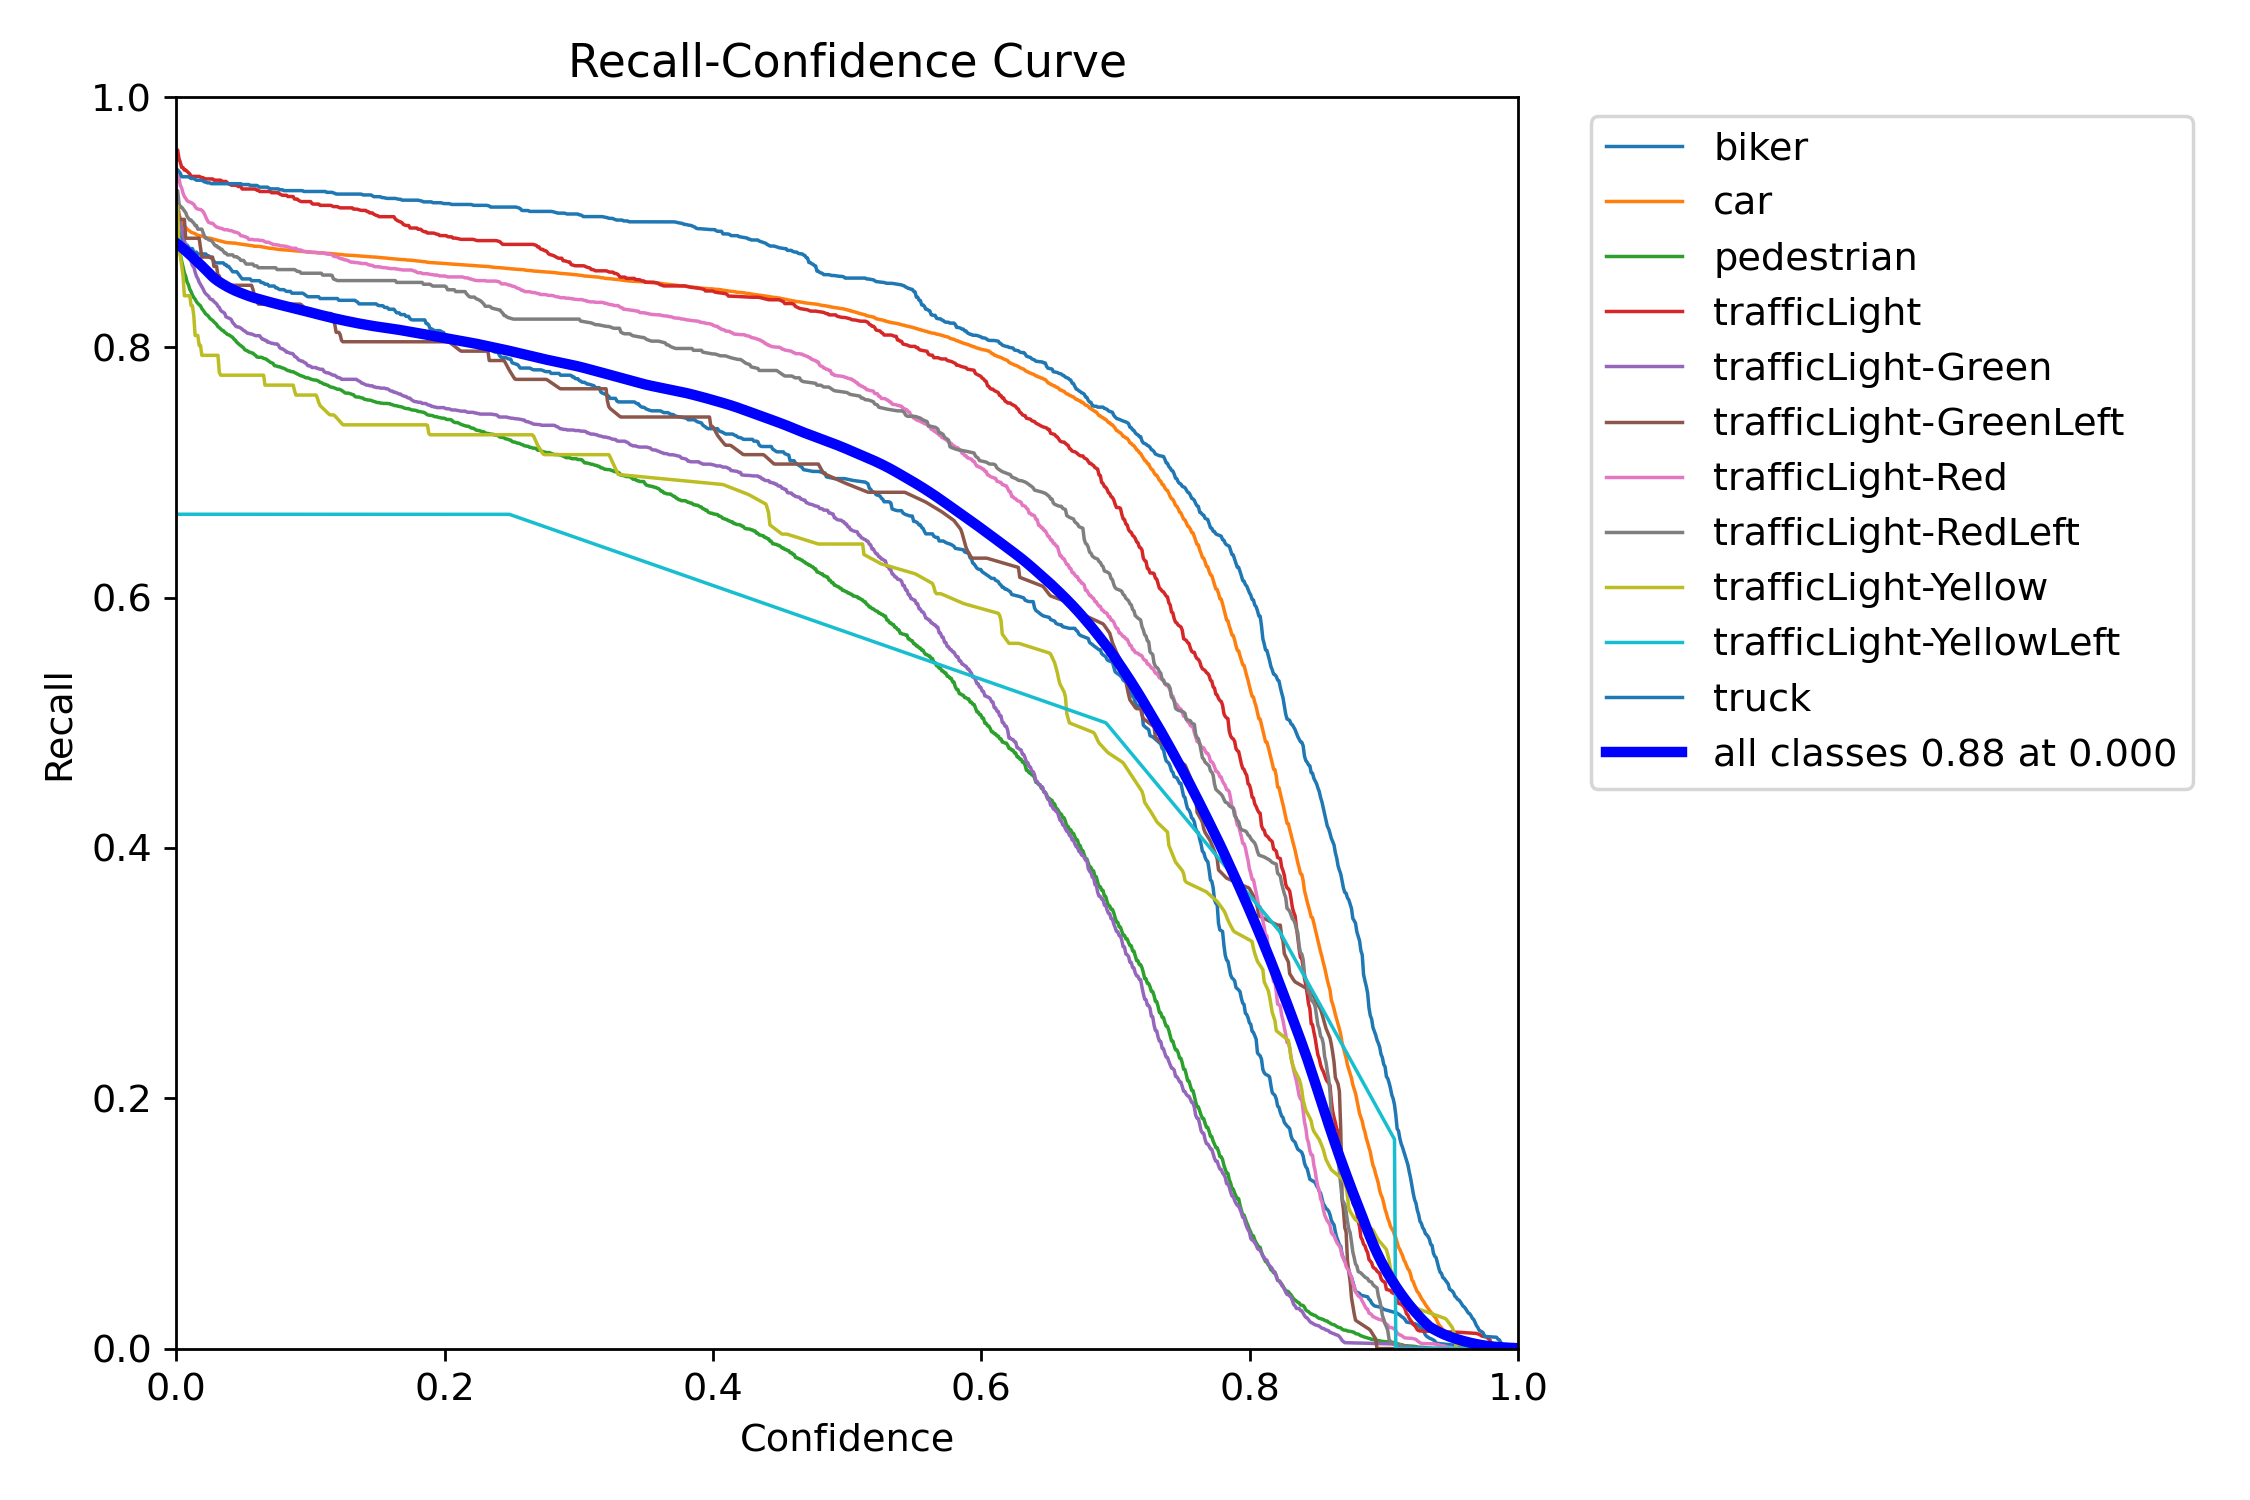 Recall-Confidence Curve
1.0
0.8
0.6
0.4
0.2
0.0
Recall
0.0 0.2 0.4 0.6 0.8 1.0
Confidence
biker
car
pedestrian
trafficLight
trafficLight-Green
trafficLight-GreenLeft
trafficLight-Red
trafficLight-RedLeft
trafficLight-Yellow
trafficLight-YellowLeft
truck
all classes 0.88 at 0.000